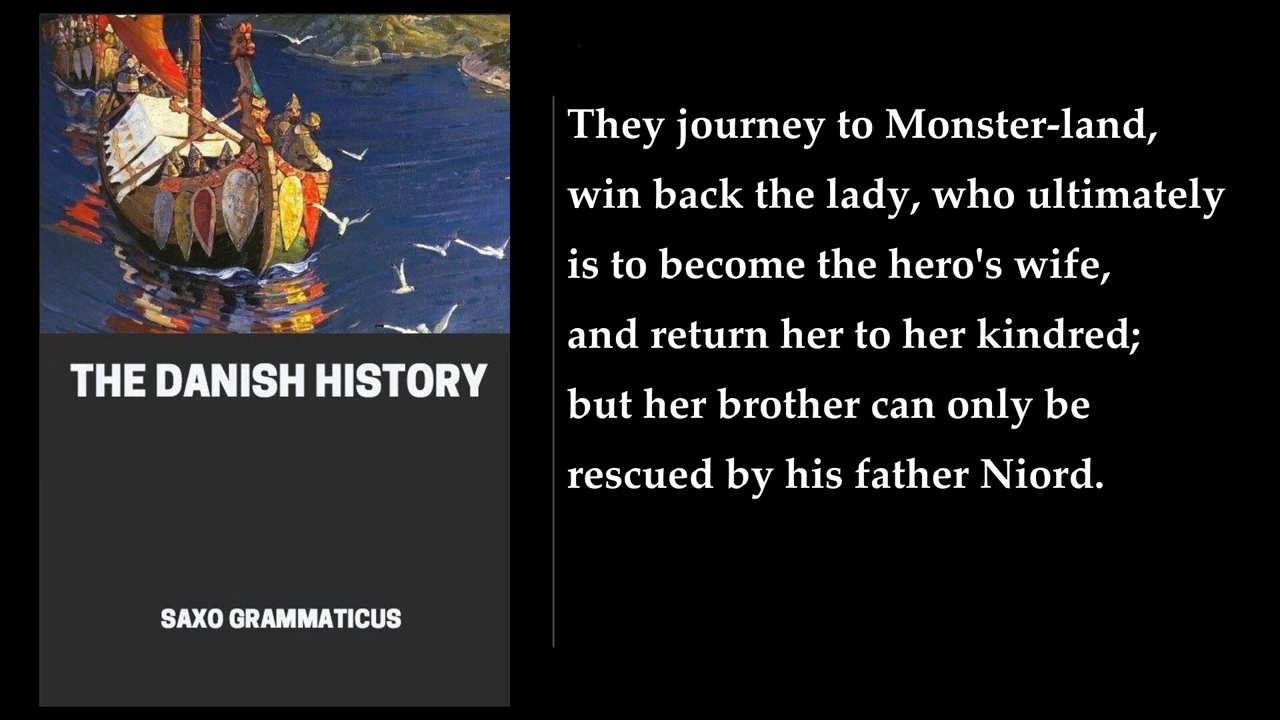 THE DANISH HISTORY
SAXO GRAMMATICUS
They journey to Monster-land,
win back the lady, who ultimately
is to become the hero's wife,
and return her to her kindred;
but her brother can only be
rescued by his father Niord.